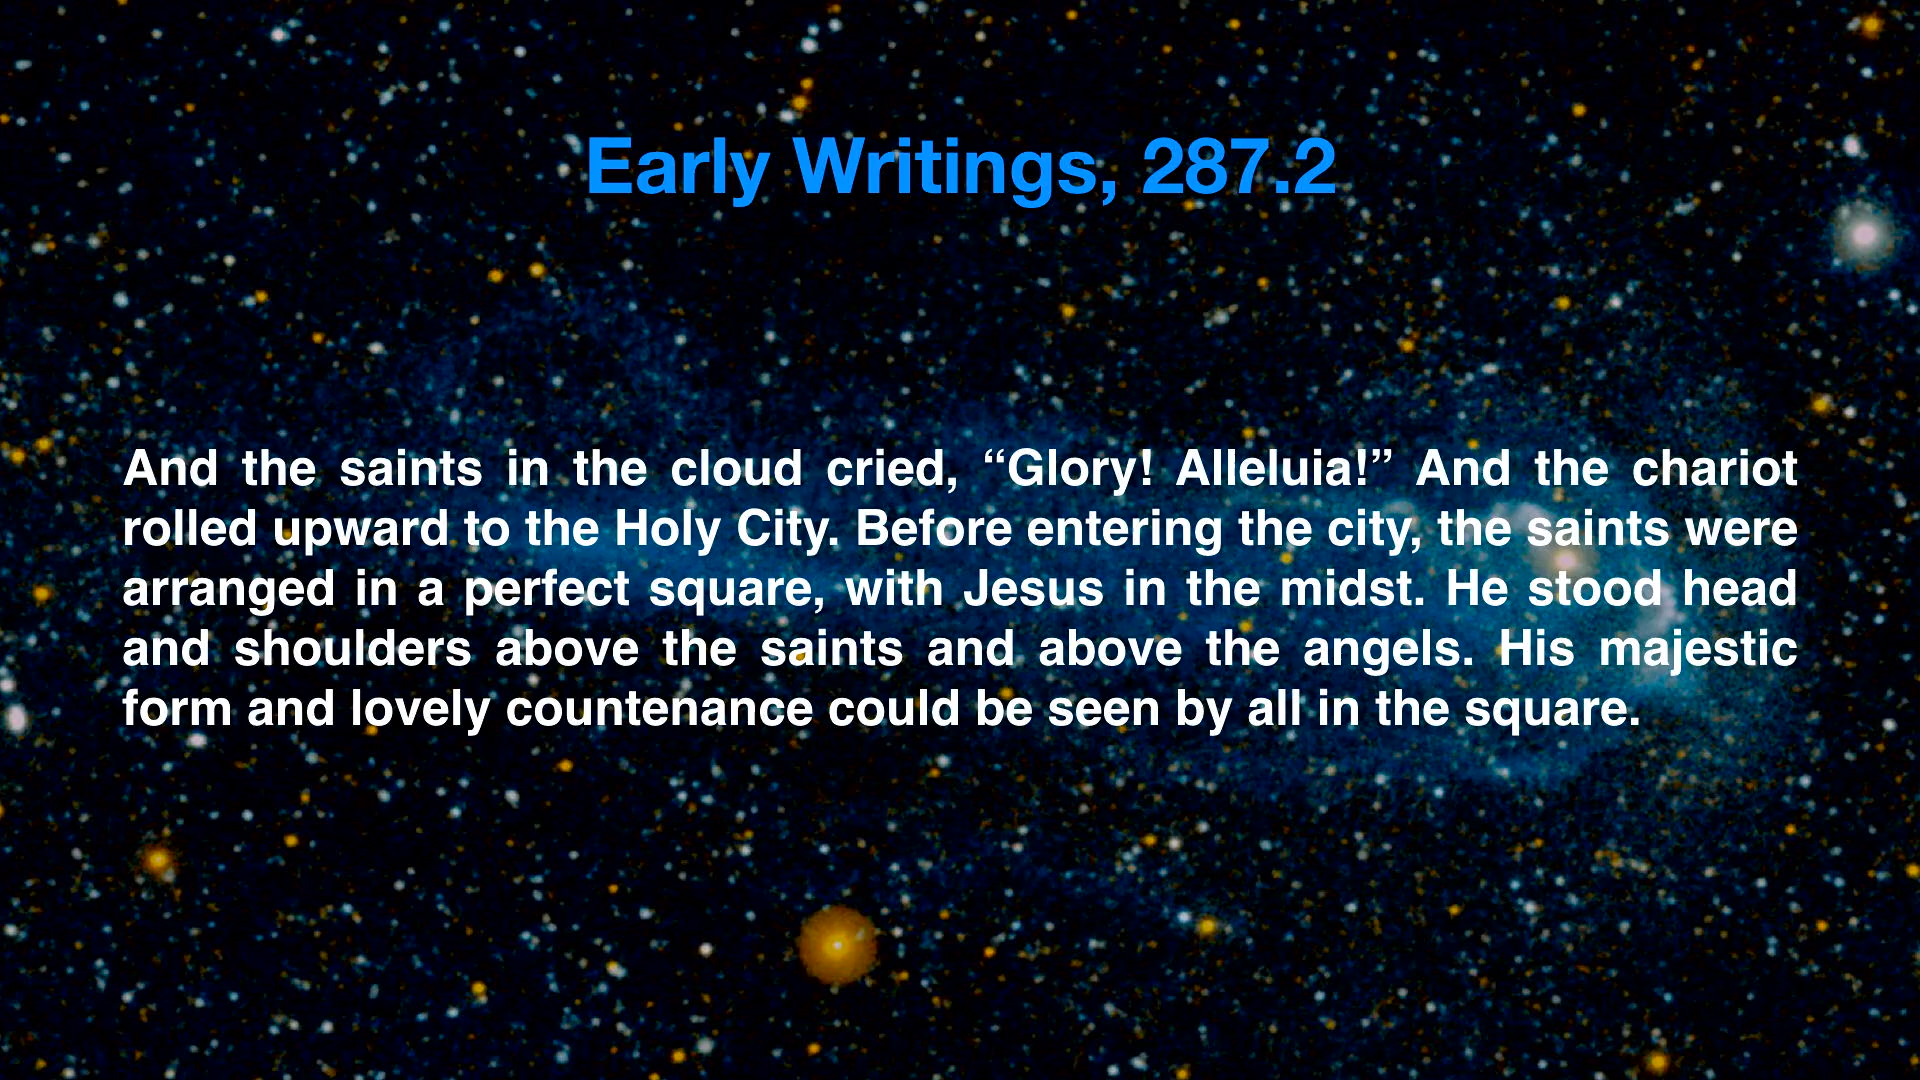 Early Writings, 287.2
And the saints in the cloud cried, “Glory! Alleluia!” And the chariot
rolled upward to the Holy City. Before entering the city, the saints were
arranged in a perfect square, with Jesus in the midst. He stood head
and shoulders above the saints and above the angels. His majestic
form and lovely countenance could be seen by all in the square.